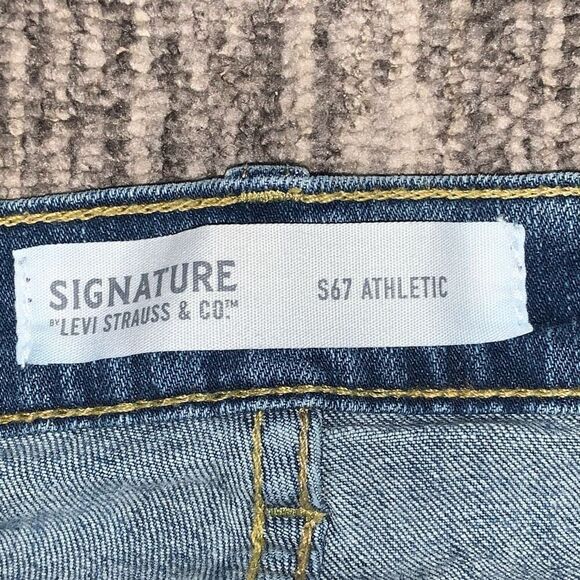 SIGNATURE
BY LEVI STRAUSS & CO.™
S67 ATHLETIC